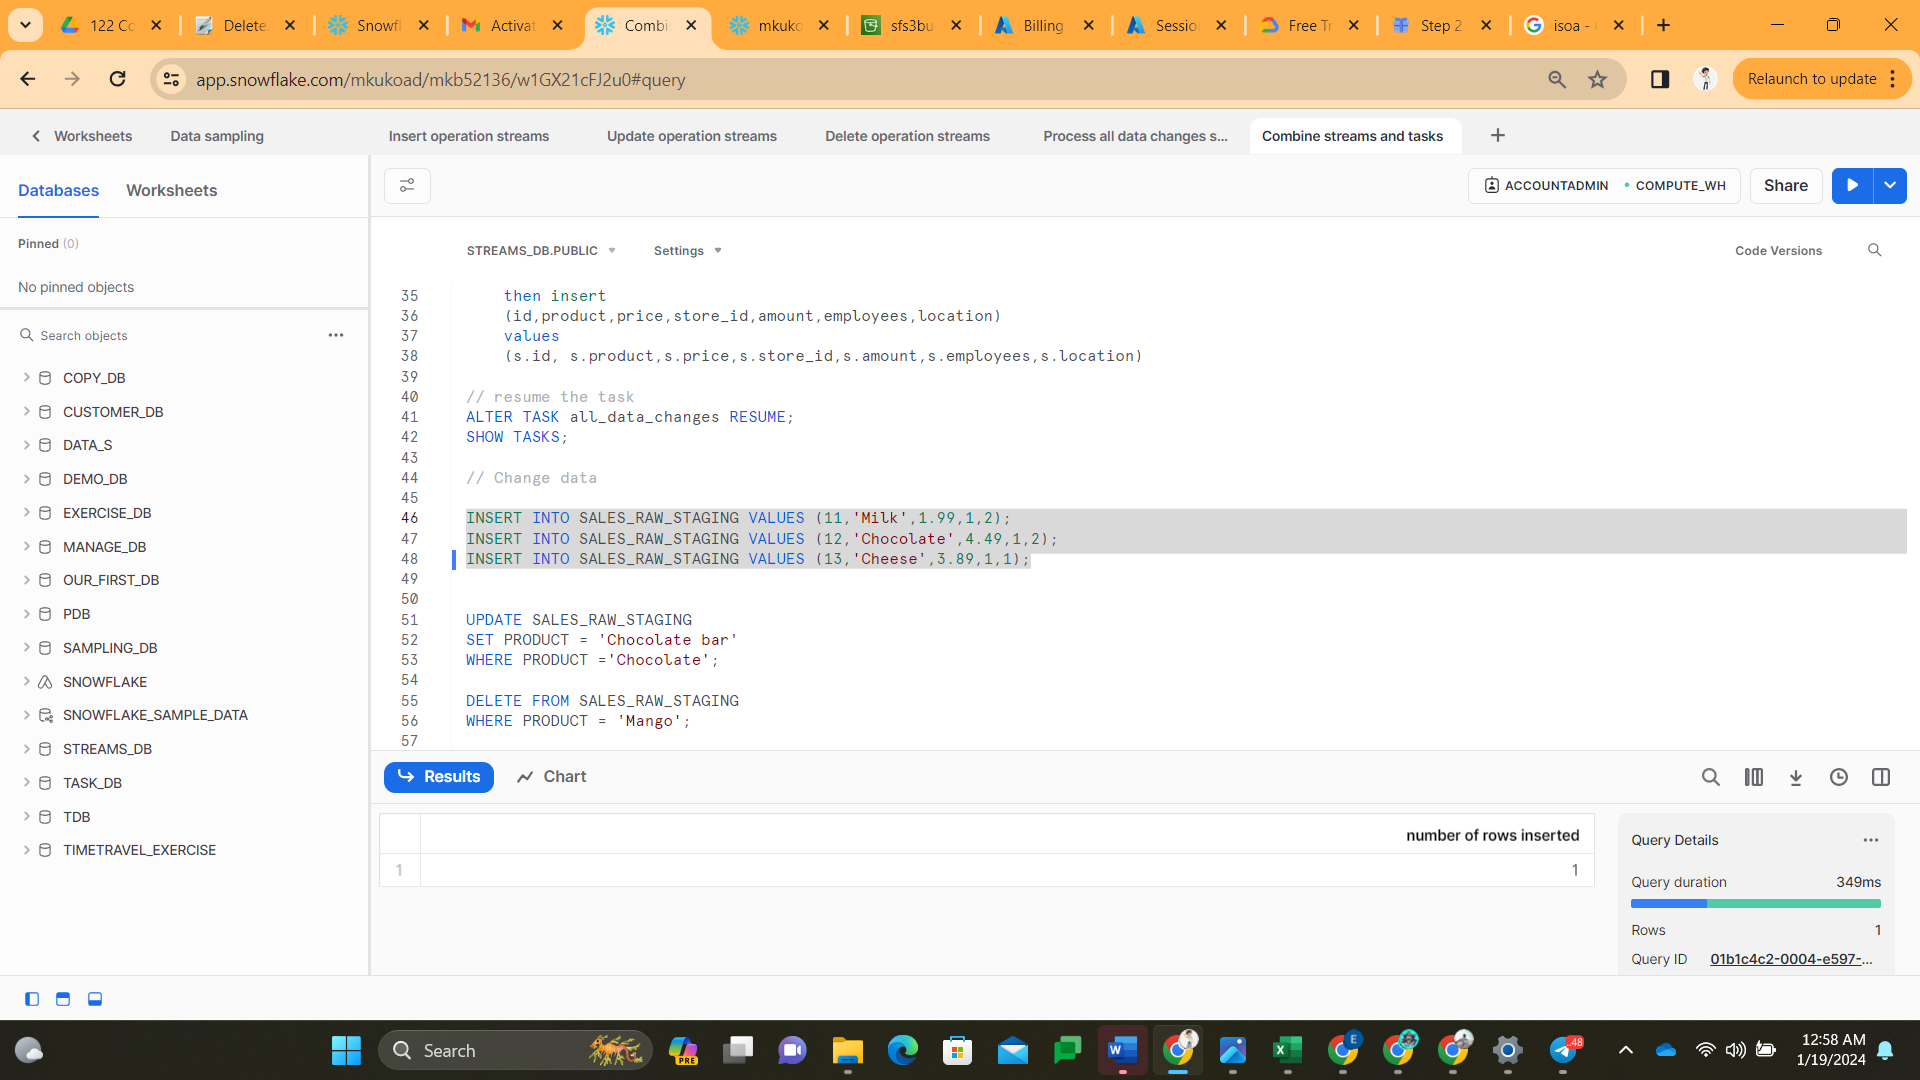 122 Co
Delete
Snowfl
Activat
Combi
mkuko
sfs3bu
Billing
Sessio
Free Tr
Step 2
isoa -
app.snowflake.com/mkukoad/mkb52136/w1GX21cFJ2u0#query
Relaunch to update
Worksheets
Data sampling
Insert operation streams
Update operation streams
Delete operation streams
Process all data changes s...
Combine streams and tasks
Databases
Worksheets
ACCOUNTADMIN
COMPUTE_WH
Share
Pinned (0)
No pinned objects
Search objects
COPY_DB
CUSTOMER_DB
DATA_S
DEMO_DB
EXERCISE_DB
MANAGE_DB
OUR_FIRST_DB
PDB
SAMPLING_DB
SNOWFLAKE
SNOWFLAKE_SAMPLE_DATA
STREAMS_DB
TASK_DB
TDB
TIMETRAVEL_EXERCISE
STREAMS_DB.PUBLIC
Settings
Code Versions
35 then insert
36 (id,product,price,store_id,amount,employees,location)
37 values
38 (s.id, s.product,s.price,s.store_id,s.amount,s.employees,s.location)
39
40 // resume the task
41 ALTER TASK all_data_changes RESUME;
42 SHOW TASKS;
43
44 // Change data
45
46 INSERT INTO SALES_RAW_STAGING VALUES (11,'Milk',1.99,1,2);
47 INSERT INTO SALES_RAW_STAGING VALUES (12,'Chocolate',4.49,1,2);
48 INSERT INTO SALES_RAW_STAGING VALUES (13,'Cheese',3.89,1,1);
49
50
51 UPDATE SALES_RAW_STAGING
52 SET PRODUCT = 'Chocolate bar'
53 WHERE PRODUCT ='Chocolate';
54
55 DELETE FROM SALES_RAW_STAGING
56 WHERE PRODUCT = 'Mango';
57
Results
Chart
number of rows inserted
1 1
Query Details
Query duration 349ms
Rows 1
Query ID 01b1c4c2-0004-e597-...
Search
PRE
E
48
12:58 AM
1/19/2024